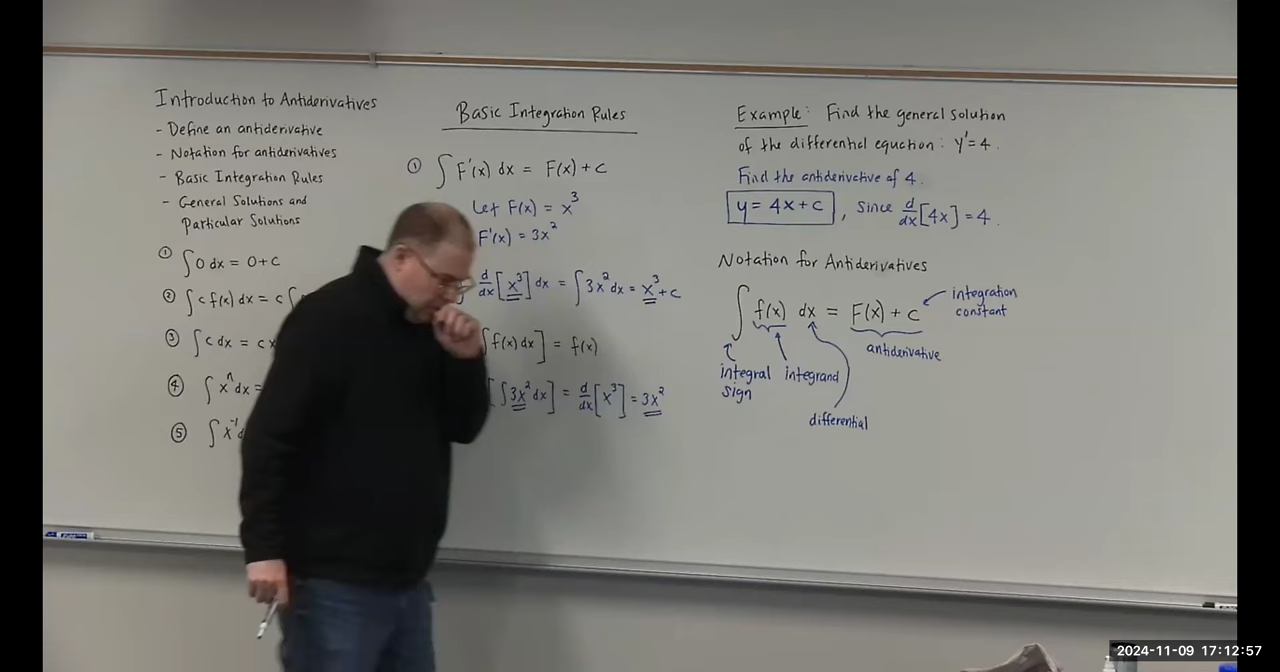 Introduction to Antiderivatives
- Define an antiderivative
- Notation for antiderivatives
- Basic Integration Rules
- General Solutions and
Particular Solutions
① ∫0 dx = 0+C
② ∫c f(x) dx = c∫
③ ∫c dx = cx
④ ∫xⁿ dx =
⑤ ∫x⁻¹
Basic Integration Rules
① ∫F'(x) dx = F(x) + C
Let F(x) = x³
F'(x) = 3x²
d/dx [x³] dx = ∫3x² dx = x³ + C
∫f(x) dx] = f(x)
[∫3x² dx] = d/dx [x³] = 3x²
Example: Find the general solution
of the differential equation: y' = 4.
Find the antiderivative of 4.
y = 4x + C, since d/dx [4x] = 4.
Notation for Antiderivatives
∫f(x) dx = F(x) + C
integration
constant
antiderivative
integral
sign
integrand
differential
2024-11-09 17:12:57